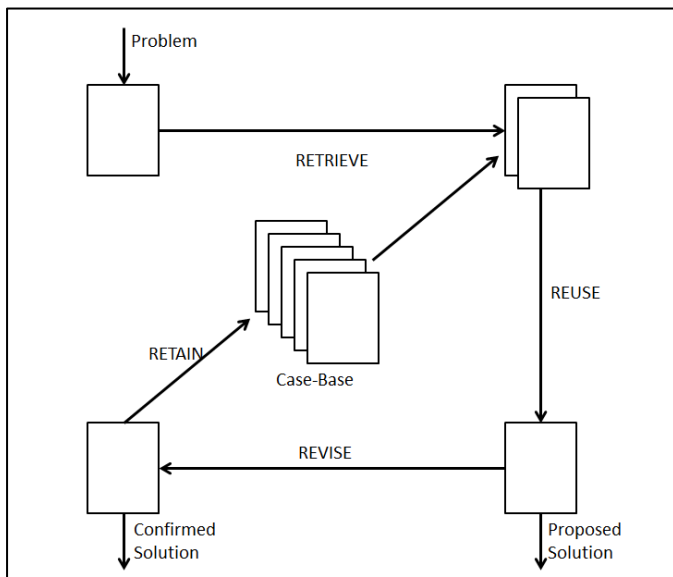 Problem
RETRIEVE
REUSE
RETAIN
Case-Base
REVISE
Confirmed
Solution
Proposed
Solution